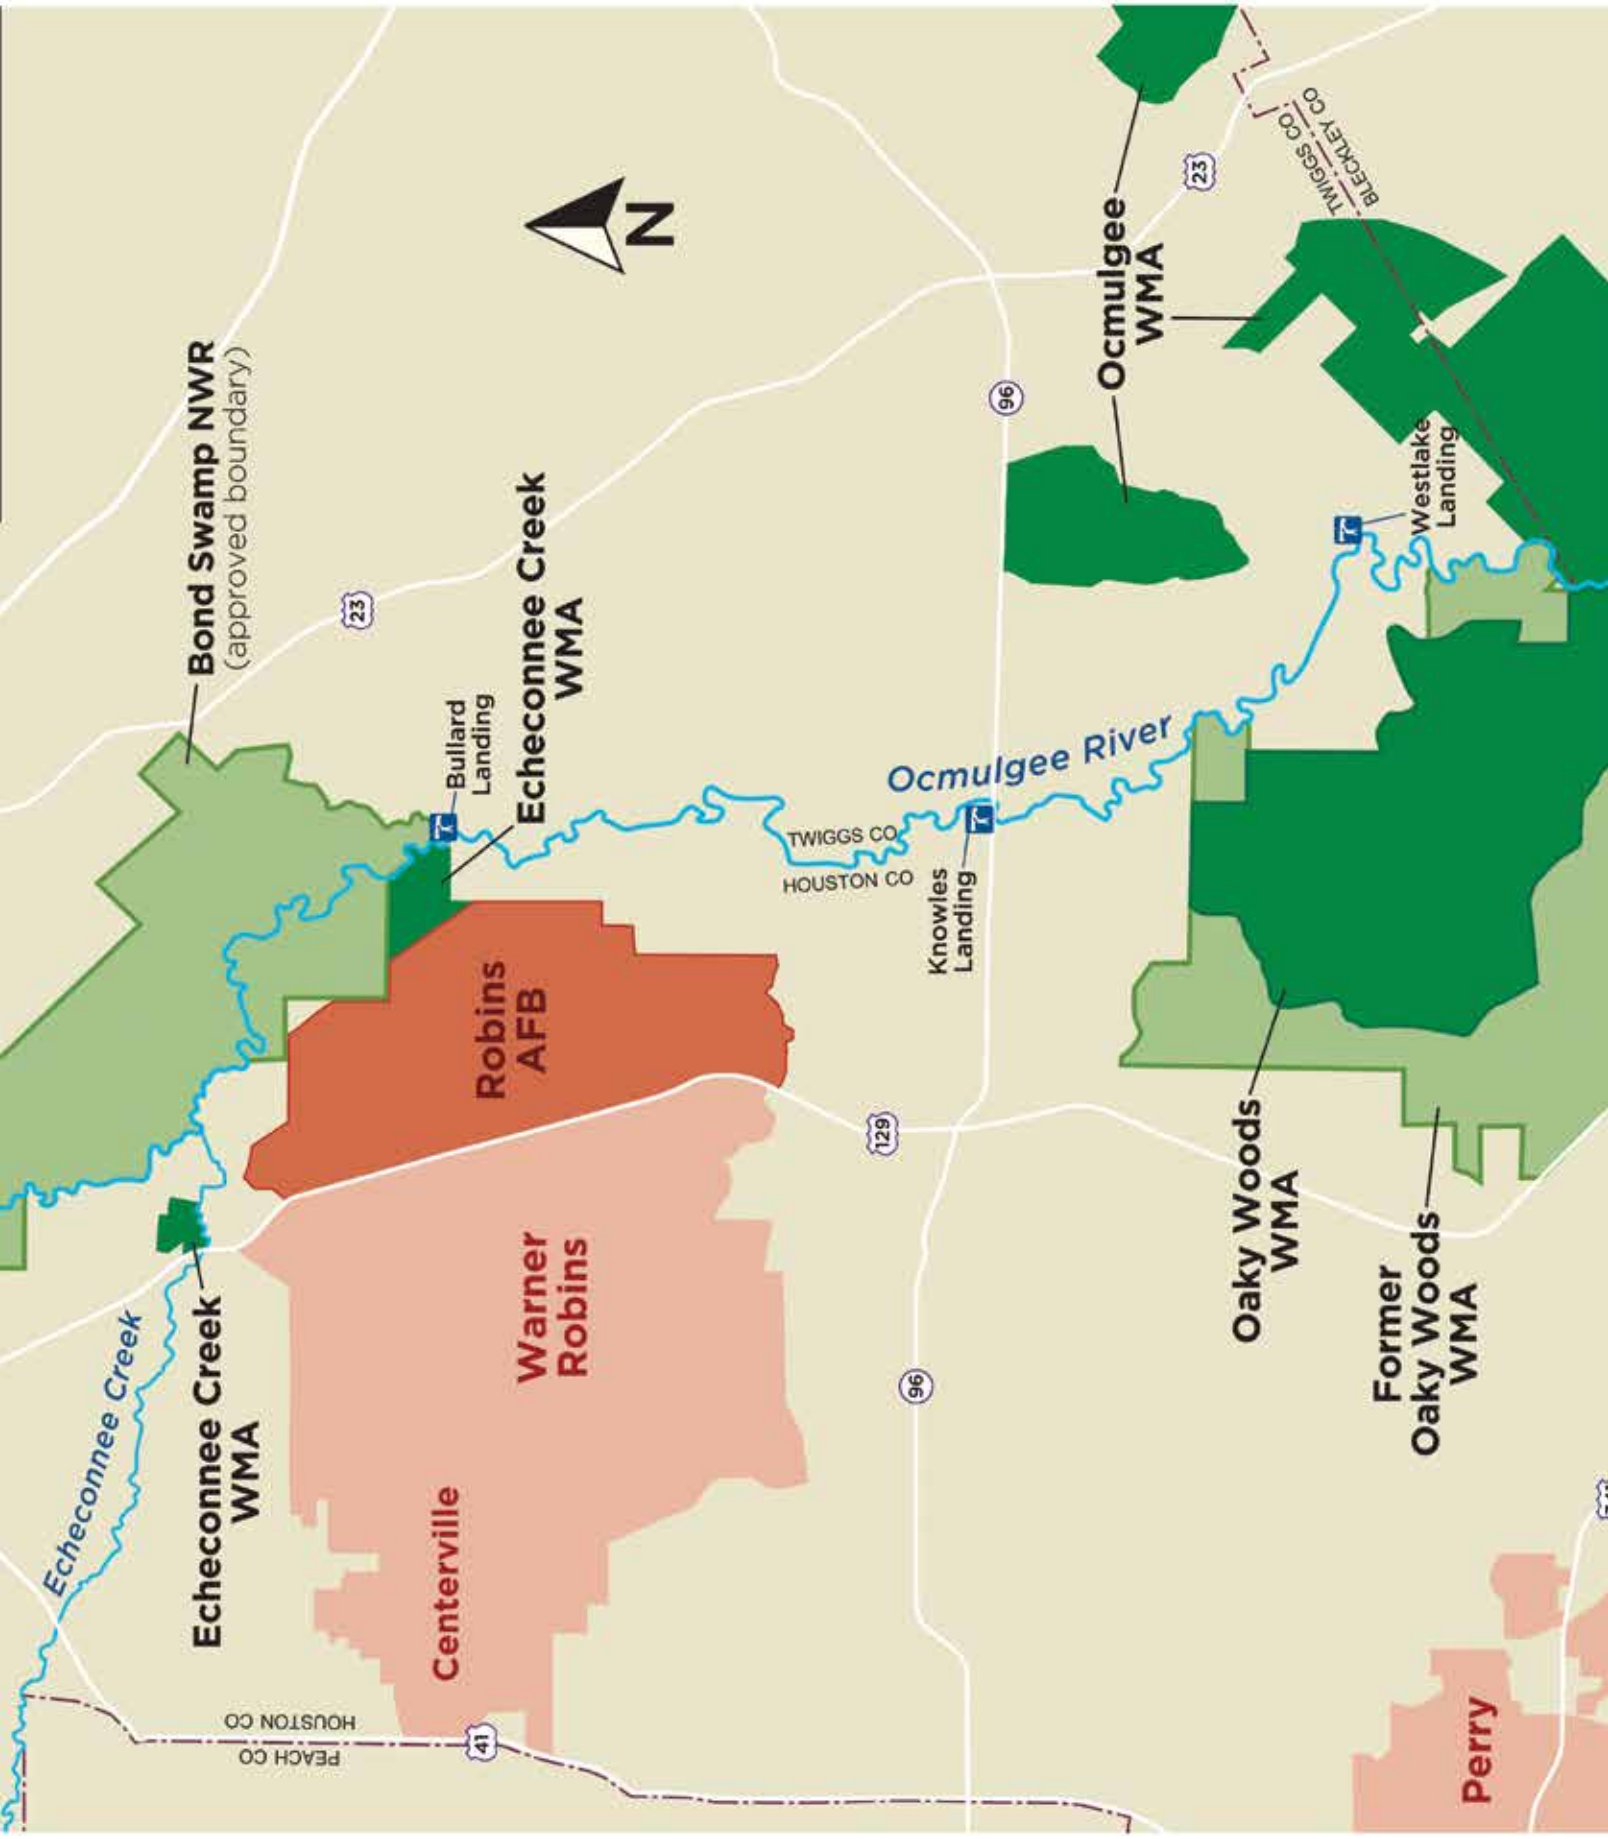 Echeconnee Creek
Bond Swamp NWR
(approved boundary)
Echeconnee Creek
WMA
HOUSTON CO
PEACH CO
23
Bullard
Landing
Echeconnee Creek
WMA
Centerville
41
Robins
AFB
Warner
Robins
N
TWIGGS CO
HOUSTON CO
129
96
Ocmulgee River
Knowles
Landing
96
Ocmulgee
WMA
23
Oaky Woods
WMA
TWIGGS CO
BLECKLEY CO
Westlake
Landing
Former
Oaky Woods
WMA
Perry